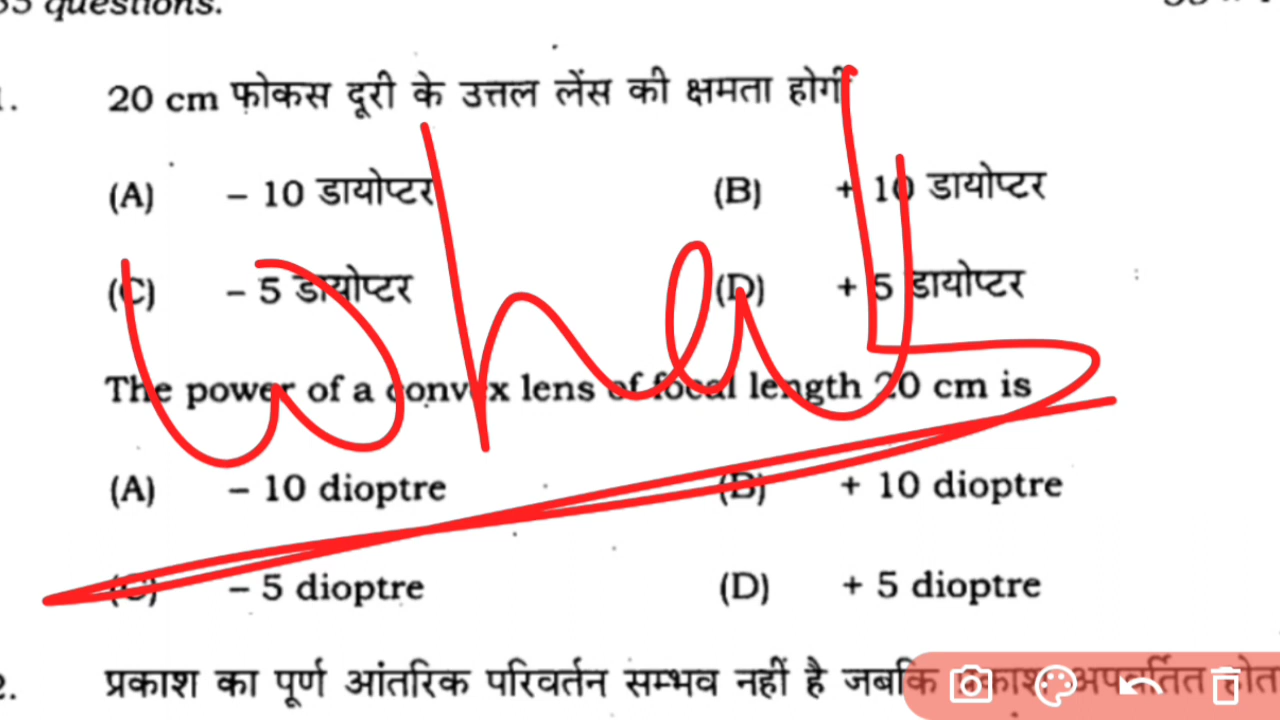 35 questions.
1. 20 cm फोकस दूरी के उत्तल लेंस की क्षमता होगी
(A) – 10 डायोप्टर (B) + 10 डायोप्टर
(C) – 5 डायोप्टर (D) + 5 डायोप्टर
what
The power of a convex lens of focal length 20 cm is
(A) – 10 dioptre (B) + 10 dioptre
(C) – 5 dioptre (D) + 5 dioptre
2. प्रकाश का पूर्ण आंतरिक परिवर्तन सम्भव नहीं है जबकि प्रकाश अपवर्तित होता